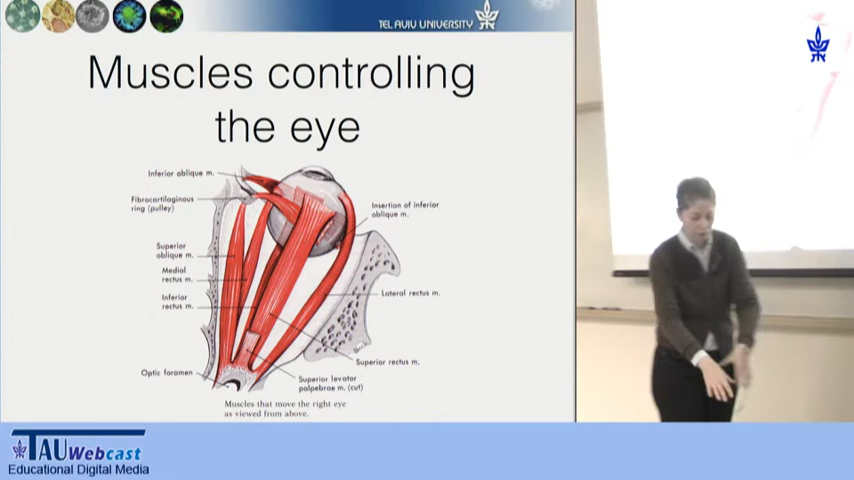 TEL AVIV UNIVERSITY
Muscles controlling
the eye
Inferior oblique m.
Fibrocartilaginous
ring (pulley)
Insertion of inferior
oblique m.
Superior
oblique m.
Medial
rectus m.
Inferior
rectus m.
Lateral rectus m.
Superior rectus m.
Optic foramen
Superior levator
palpebrae m. (cut)
Muscles that move the right eye
as viewed from above.
TAU Webcast
Educational Digital Media